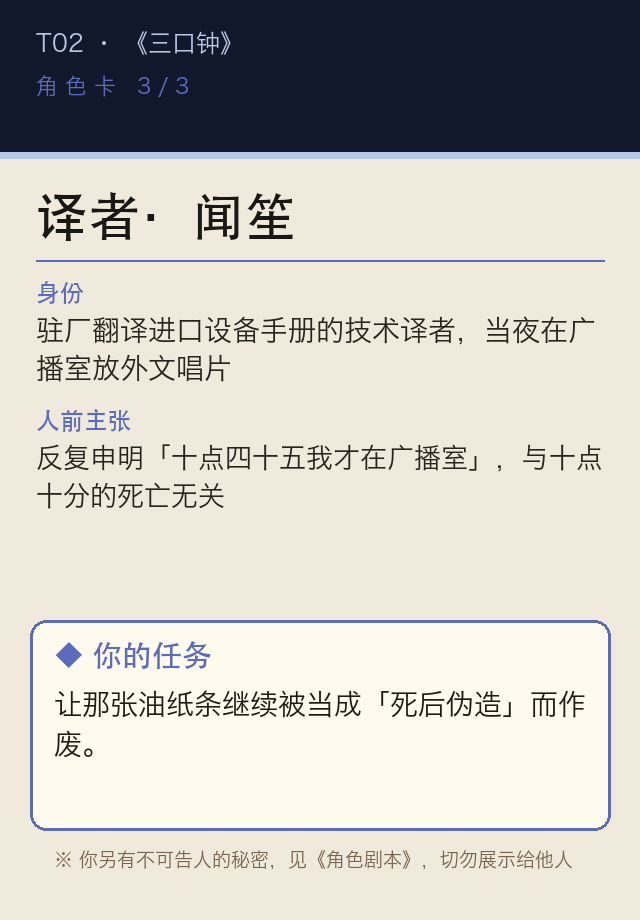 T02 · 《三口钟》
角色卡 3/3
译者· 闻笙
身份
驻厂翻译进口设备手册的技术译者，当夜在广
播室放外文唱片
人前主张
反复申明「十点四十五我才在广播室」，与十点
十分的死亡无关
◆ 你的任务
让那张油纸条继续被当成「死后伪造」而作
废。
※ 你另有不可告人的秘密，见《角色剧本》，切勿展示给他人